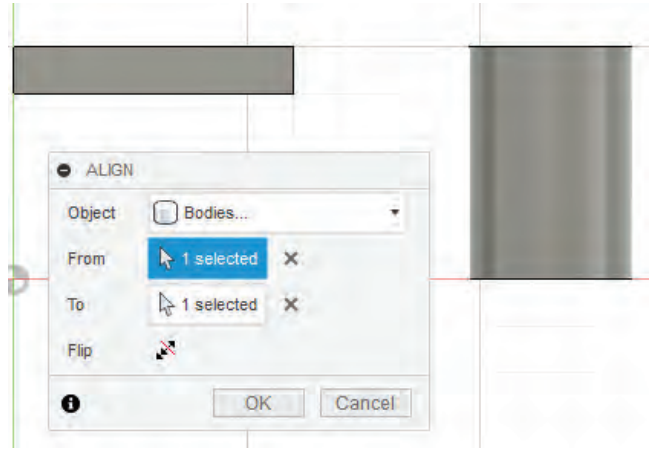 ALIGN
Object Bodies...
From 1 selected
To 1 selected
Flip
OK Cancel